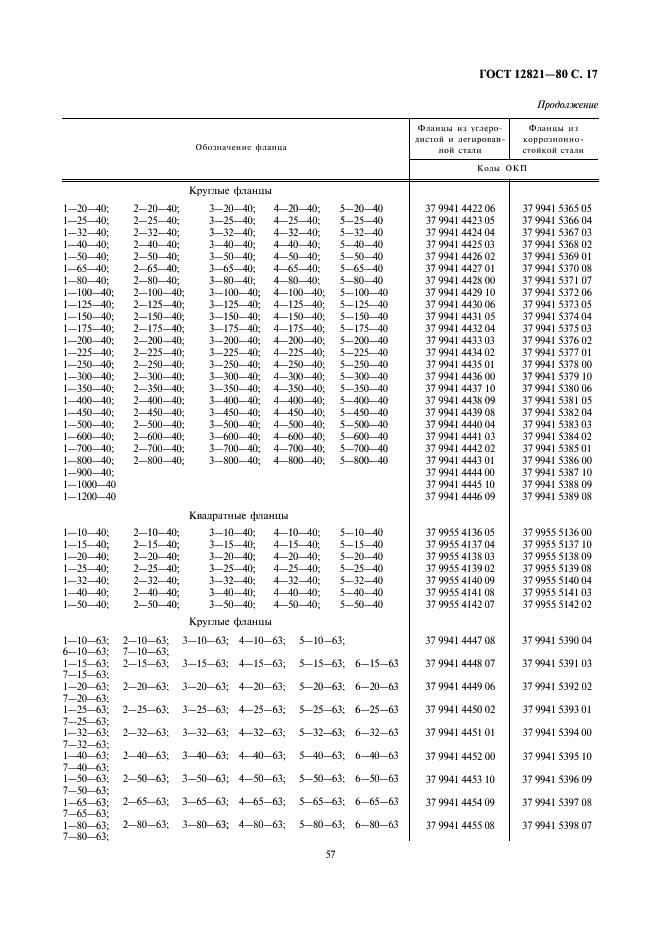 ГОСТ 12821—80 С. 17
Продолжение
Обозначение фланца
Фланцы из углеро-
дистой и дегирован-
ной стали
Фланцы из
коррозионно-
стойкой стали
Коды ОКП
Круглые фланцы
1—20—40; 2—20—40; 3—20—40; 4—20—40; 5—20—40 37 9941 4422 06 37 9941 5365 05
1—25—40; 2—25—40; 3—25—40; 4—25—40; 5—25—40 37 9941 4423 05 37 9941 5366 04
1—32—40; 2—32—40; 3—32—40; 4—32—40; 5—32—40 37 9941 4424 04 37 9941 5367 03
1—40—40; 2—40—40; 3—40—40; 4—40—40; 5—40—40 37 9941 4425 03 37 9941 5368 02
1—50—40; 2—50—40; 3—50—40; 4—50—40; 5—50—40 37 9941 4426 02 37 9941 5369 01
1—65—40; 2—65—40; 3—65—40; 4—65—40; 5—65—40 37 9941 4427 01 37 9941 5370 08
1—80—40; 2—80—40; 3—80—40; 4—80—40; 5—80—40 37 9941 4428 00 37 9941 5371 07
1—100—40; 2—100—40; 3—100—40; 4—100—40; 5—100—40 37 9941 4429 10 37 9941 5372 06
1—125—40; 2—125—40; 3—125—40; 4—125—40; 5—125—40 37 9941 4430 06 37 9941 5373 05
1—150—40; 2—150—40; 3—150—40; 4—150—40; 5—150—40 37 9941 4431 05 37 9941 5374 04
1—175—40; 2—175—40; 3—175—40; 4—175—40; 5—175—40 37 9941 4432 04 37 9941 5375 03
1—200—40; 2—200—40; 3—200—40; 4—200—40; 5—200—40 37 9941 4433 03 37 9941 5376 02
1—225—40; 2—225—40; 3—225—40; 4—225—40; 5—225—40 37 9941 4434 02 37 9941 5377 01
1—250—40; 2—250—40; 3—250—40; 4—250—40; 5—250—40 37 9941 4435 01 37 9941 5378 00
1—300—40; 2—300—40; 3—300—40; 4—300—40; 5—300—40 37 9941 4436 00 37 9941 5379 10
1—350—40; 2—350—40; 3—350—40; 4—350—40; 5—350—40 37 9941 4437 10 37 9941 5380 06
1—400—40; 2—400—40; 3—400—40; 4—400—40; 5—400—40 37 9941 4438 09 37 9941 5381 05
1—450—40; 2—450—40; 3—450—40; 4—450—40; 5—450—40 37 9941 4439 08 37 9941 5382 04
1—500—40; 2—500—40; 3—500—40; 4—500—40; 5—500—40 37 9941 4440 04 37 9941 5383 03
1—600—40; 2—600—40; 3—600—40; 4—600—40; 5—600—40 37 9941 4441 03 37 9941 5384 02
1—700—40; 2—700—40; 3—700—40; 4—700—40; 5—700—40 37 9941 4442 02 37 9941 5385 01
1—800—40; 2—800—40; 3—800—40; 4—800—40; 5—800—40 37 9941 4443 01 37 9941 5386 00
1—900—40; 37 9941 4444 00 37 9941 5387 10
1—1000—40 37 9941 4445 10 37 9941 5388 09
1—1200—40 37 9941 4446 09 37 9941 5389 08
Квадратные фланцы
1—10—40; 2—10—40; 3—10—40; 4—10—40; 5—10—40 37 9955 4136 05 37 9955 5136 00
1—15—40; 2—15—40; 3—15—40; 4—15—40; 5—15—40 37 9955 4137 04 37 9955 5137 10
1—20—40; 2—20—40; 3—20—40; 4—20—40; 5—20—40 37 9955 4138 03 37 9955 5138 09
1—25—40; 2—25—40; 3—25—40; 4—25—40; 5—25—40 37 9955 4139 02 37 9955 5139 08
1—32—40; 2—32—40; 3—32—40; 4—32—40; 5—32—40 37 9955 4140 09 37 9955 5140 04
1—40—40; 2—40—40; 3—40—40; 4—40—40; 5—40—40 37 9955 4141 08 37 9955 5141 03
1—50—40; 2—50—40; 3—50—40; 4—50—40; 5—50—40 37 9955 4142 07 37 9955 5142 02
Круглые фланцы
1—10—63; 2—10—63; 3—10—63; 4—10—63; 5—10—63; 37 9941 4447 08 37 9941 5390 04
6—10—63; 7—10—63;
1—15—63; 2—15—63; 3—15—63; 4—15—63; 5—15—63; 6—15—63 37 9941 4448 07 37 9941 5391 03
7—15—63;
1—20—63; 2—20—63; 3—20—63; 4—20—63; 5—20—63; 6—20—63 37 9941 4449 06 37 9941 5392 02
7—20—63;
1—25—63; 2—25—63; 3—25—63; 4—25—63; 5—25—63; 6—25—63 37 9941 4450 02 37 9941 5393 01
7—25—63;
1—32—63; 2—32—63; 3—32—63; 4—32—63; 5—32—63; 6—32—63 37 9941 4451 01 37 9941 5394 00
7—32—63;
1—40—63; 2—40—63; 3—40—63; 4—40—63; 5—40—63; 6—40—63 37 9941 4452 00 37 9941 5395 10
7—40—63;
1—50—63; 2—50—63; 3—50—63; 4—50—63; 5—50—63; 6—50—63 37 9941 4453 10 37 9941 5396 09
7—50—63;
1—65—63; 2—65—63; 3—65—63; 4—65—63; 5—65—63; 6—65—63 37 9941 4454 09 37 9941 5397 08
7—65—63;
1—80—63; 2—80—63; 3—80—63; 4—80—63; 5—80—63; 6—80—63 37 9941 4455 08 37 9941 5398 07
7—80—63;
57